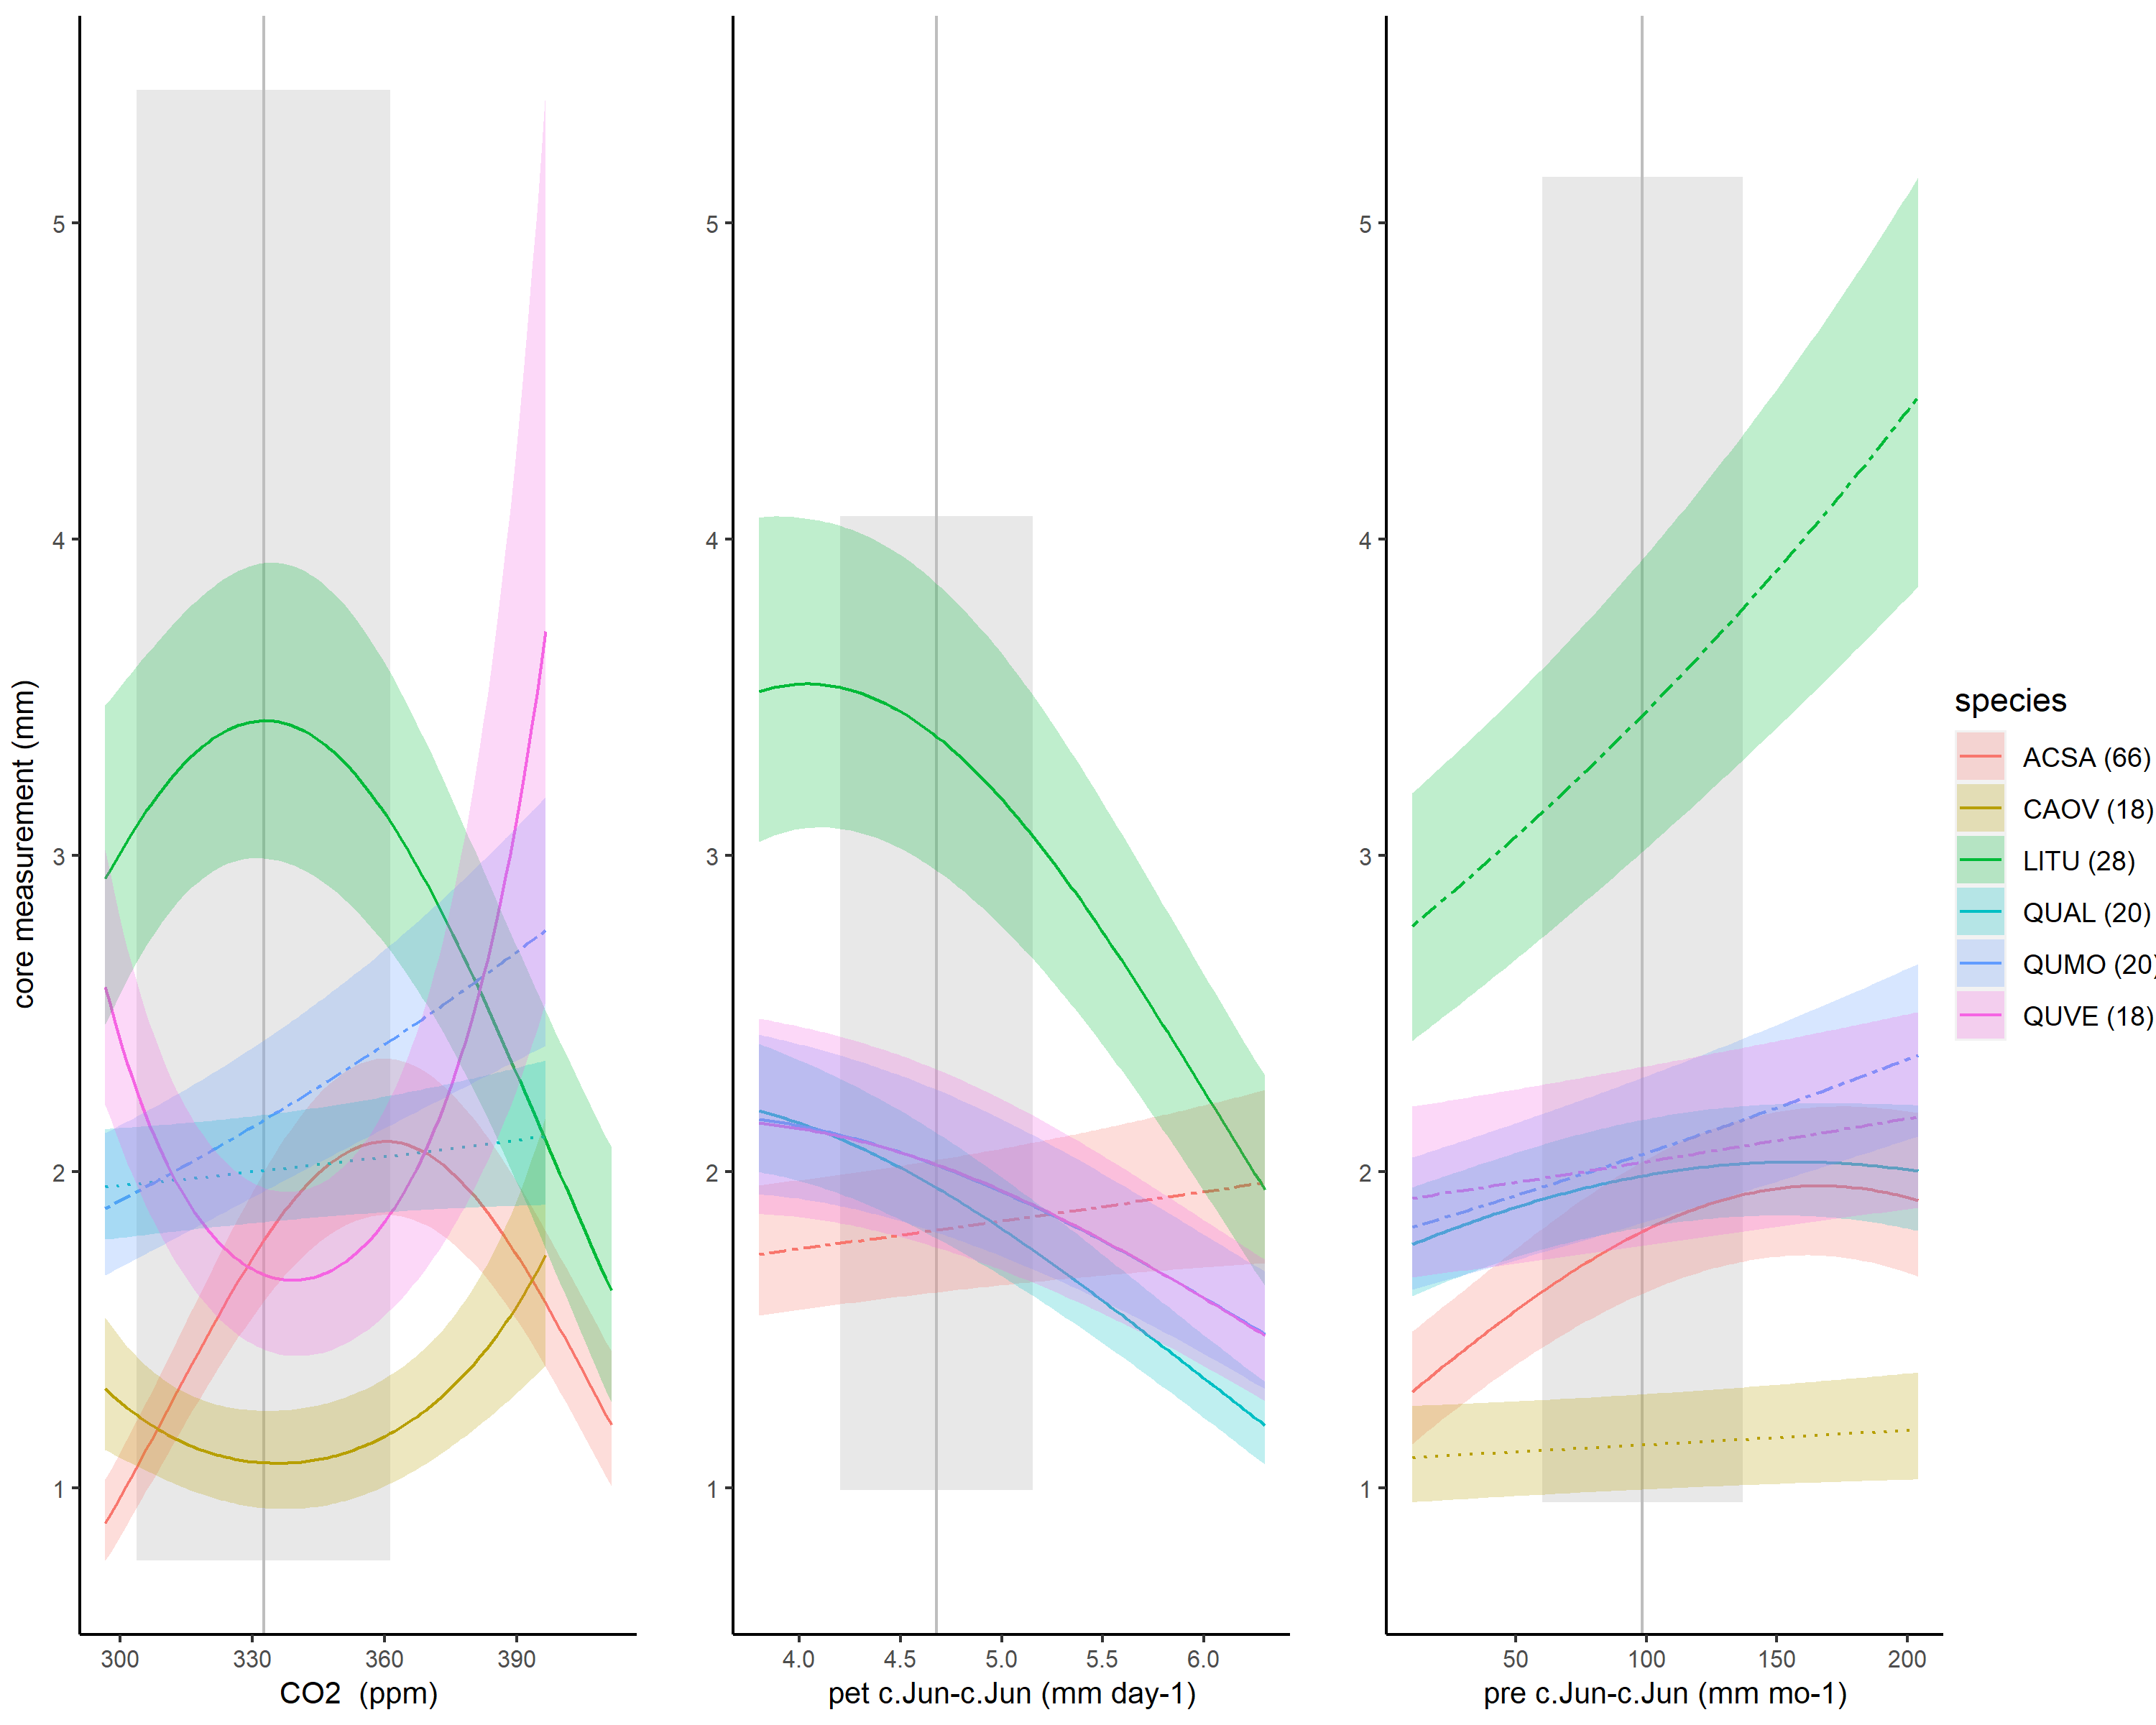 core measurement (mm)
5
4
3
2
1
300 330 360 390
CO2  (ppm)
5
4
3
2
1
4.0 4.5 5.0 5.5 6.0
pet c.Jun-c.Jun (mm day-1)
5
4
3
2
1
50 100 150 200
pre c.Jun-c.Jun (mm mo-1)
species
ACSA (66)
CAOV (18)
LITU (28)
QUAL (20)
QUMO (20)
QUVE (18)